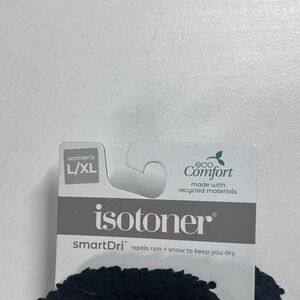 women's
L/XL
eco
Comfort
made with
recycled materials
isotoner®
smartDri® repels rain + snow to keep you dry